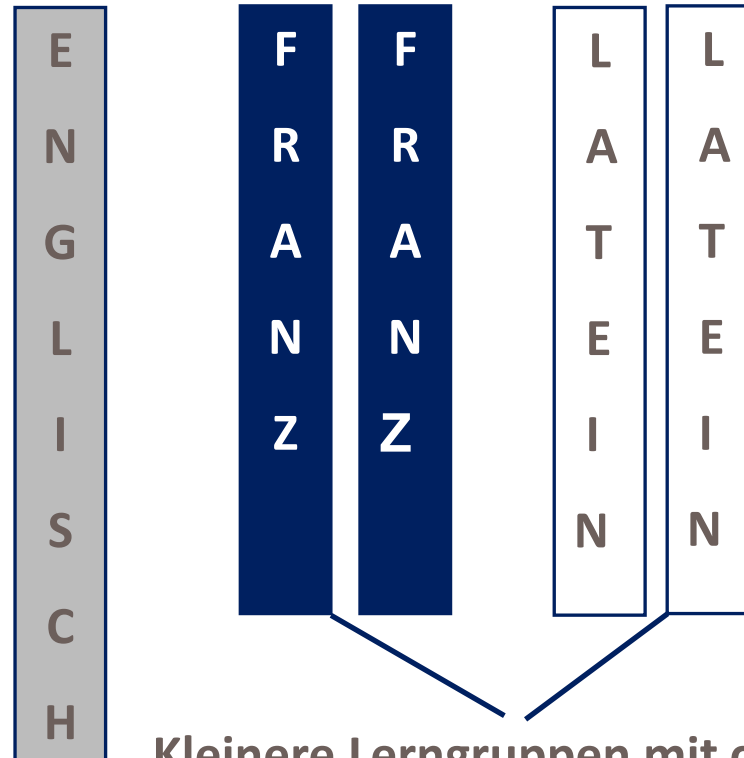 ENGLISCH
FRANZ
FRANZ
LATEIN
LATEIN
Kleinere Lerngruppen mit